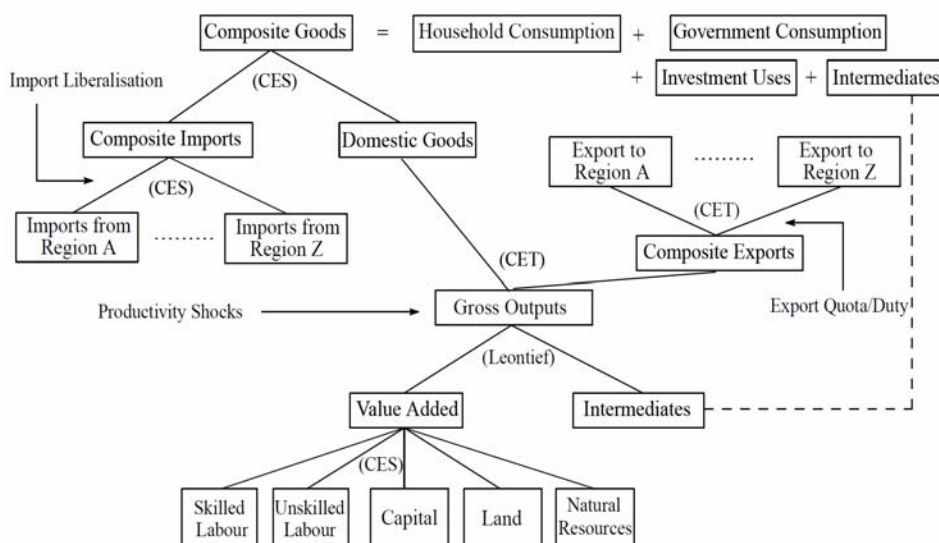 Composite Goods = Household Consumption + Government Consumption
+ Investment Uses + Intermediates
(CES)
Import Liberalisation
Composite Imports
Domestic Goods
(CES)
Imports from
Region A
.........
Imports from
Region Z
Export to
Region A
.........
Export to
Region Z
(CET)
Composite Exports
Export Quota/Duty
(CET)
Productivity Shocks
Gross Outputs
(Leontief)
Value Added
Intermediates
(CES)
Skilled
Labour
Unskilled
Labour
Capital
Land
Natural
Resources